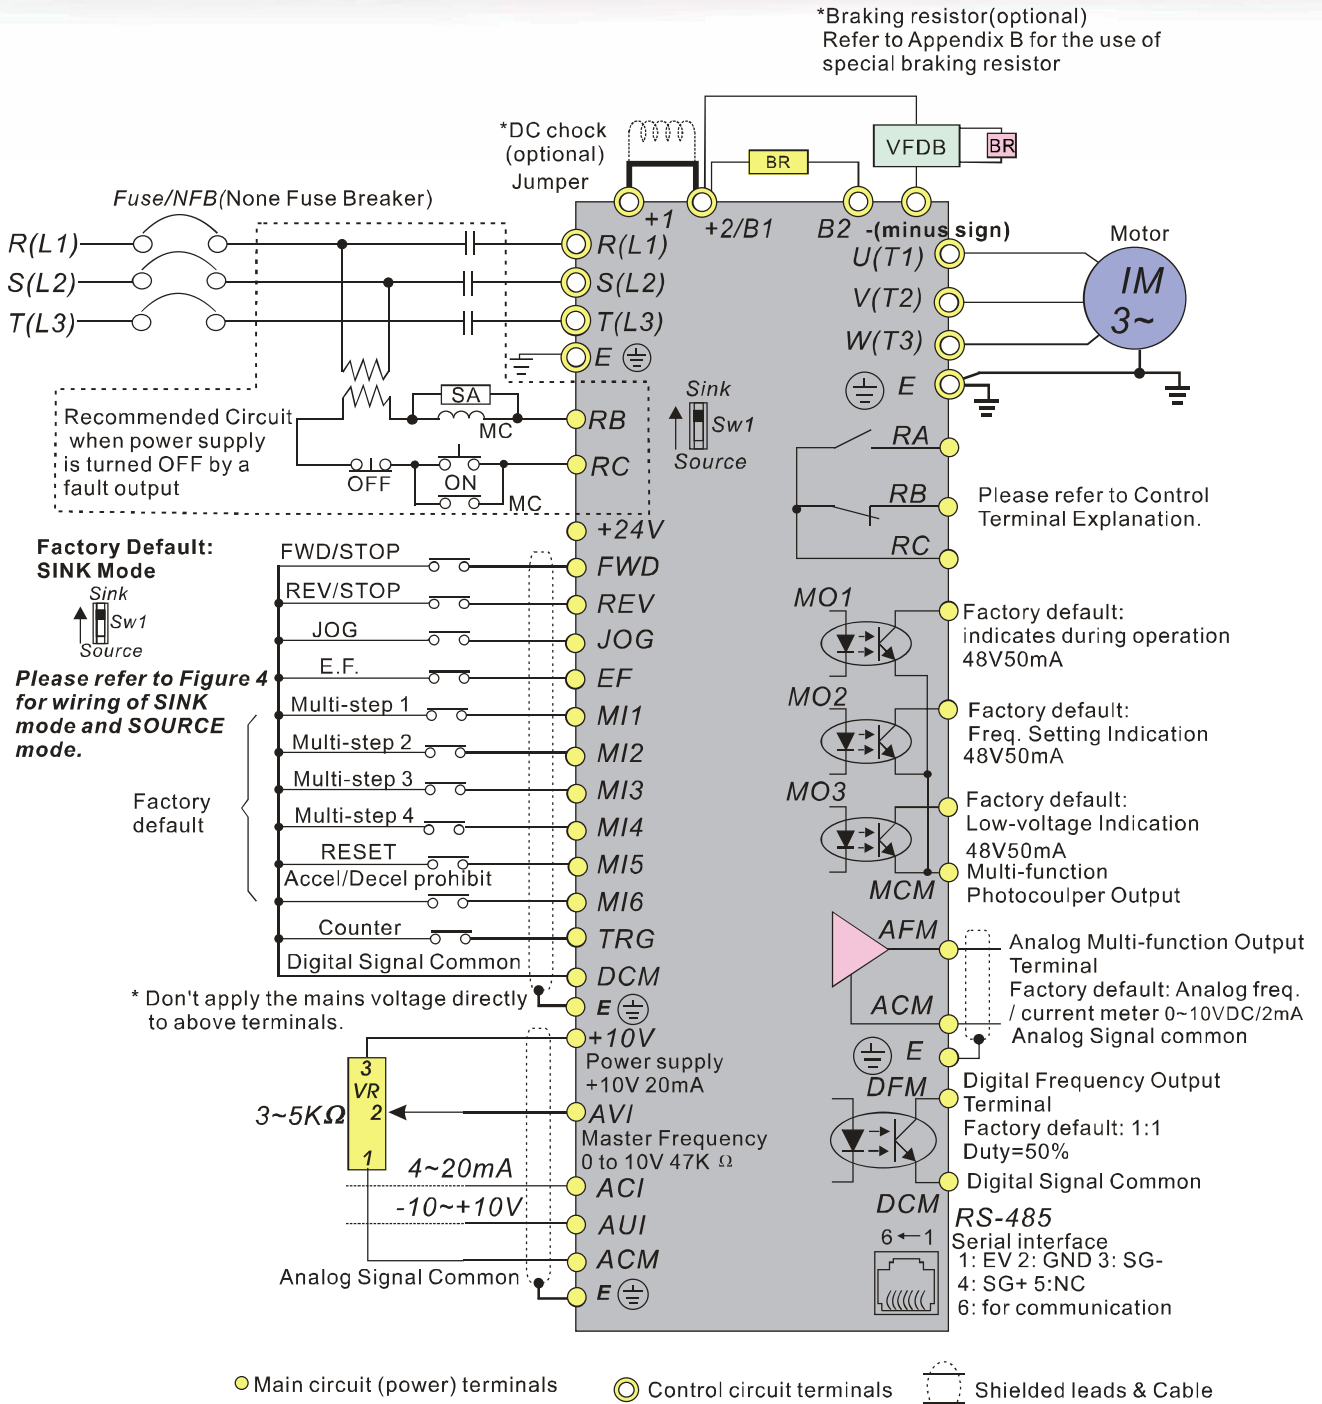 *Braking resistor(optional)
Refer to Appendix B for the use of
special braking resistor
*DC chock
(optional)
Jumper
BR
VFDB
BR
Fuse/NFB(None Fuse Breaker)
+1
+2/B1
B2
-(minus sign)
Motor
R(L1)
R(L1)
U(T1)
S(L2)
S(L2)
V(T2)
IM
3~
T(L3)
T(L3)
W(T3)
E
E
Recommended Circuit
when power supply
is turned OFF by a
fault output
SA
MC
RB
OFF
ON
MC
RC
Sink
Sw1
Source
RA
RB
RC
Please refer to Control
Terminal Explanation.
+24V
Factory Default:
SINK Mode
Sink
Sw1
Source
Please refer to Figure 4
for wiring of SINK
mode and SOURCE
mode.
Factory
default
FWD/STOP
FWD
REV/STOP
REV
JOG
JOG
E.F.
EF
Multi-step 1
MI1
Multi-step 2
MI2
Multi-step 3
MI3
Multi-step 4
MI4
RESET
MI5
Accel/Decel prohibit
MI6
Counter
TRG
Digital Signal Common
DCM
* Don't apply the mains voltage directly
to above terminals.
E
MO1
Factory default:
indicates during operation
48V50mA
MO2
Factory default:
Freq. Setting Indication
48V50mA
MO3
Factory default:
Low-voltage Indication
48V50mA
MCM
Multi-function
Photocoulper Output
AFM
Analog Multi-function Output
Terminal
Factory default: Analog freq.
/ current meter 0~10VDC/2mA
ACM
Analog Signal common
E
+10V
Power supply
+10V 20mA
3
VR
2
1
3~5KΩ
AVI
Master Frequency
0 to 10V 47K Ω
4~20mA
ACI
-10~+10V
AUI
ACM
Analog Signal Common
E
DFM
Digital Frequency Output
Terminal
Factory default: 1:1
Duty=50%
DCM
Digital Signal Common
RS-485
Serial interface
6←1
1: EV 2: GND 3: SG-
4: SG+ 5:NC
6: for communication
Main circuit (power) terminals
Control circuit terminals
Shielded leads & Cable